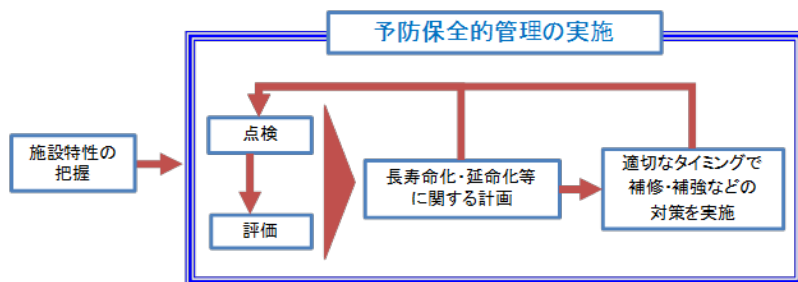 予防保全的管理の実施
施設特性の
把握
点検
評価
長寿命化・延命化等
に関する計画
適切なタイミングで
補修・補強などの
対策を実施